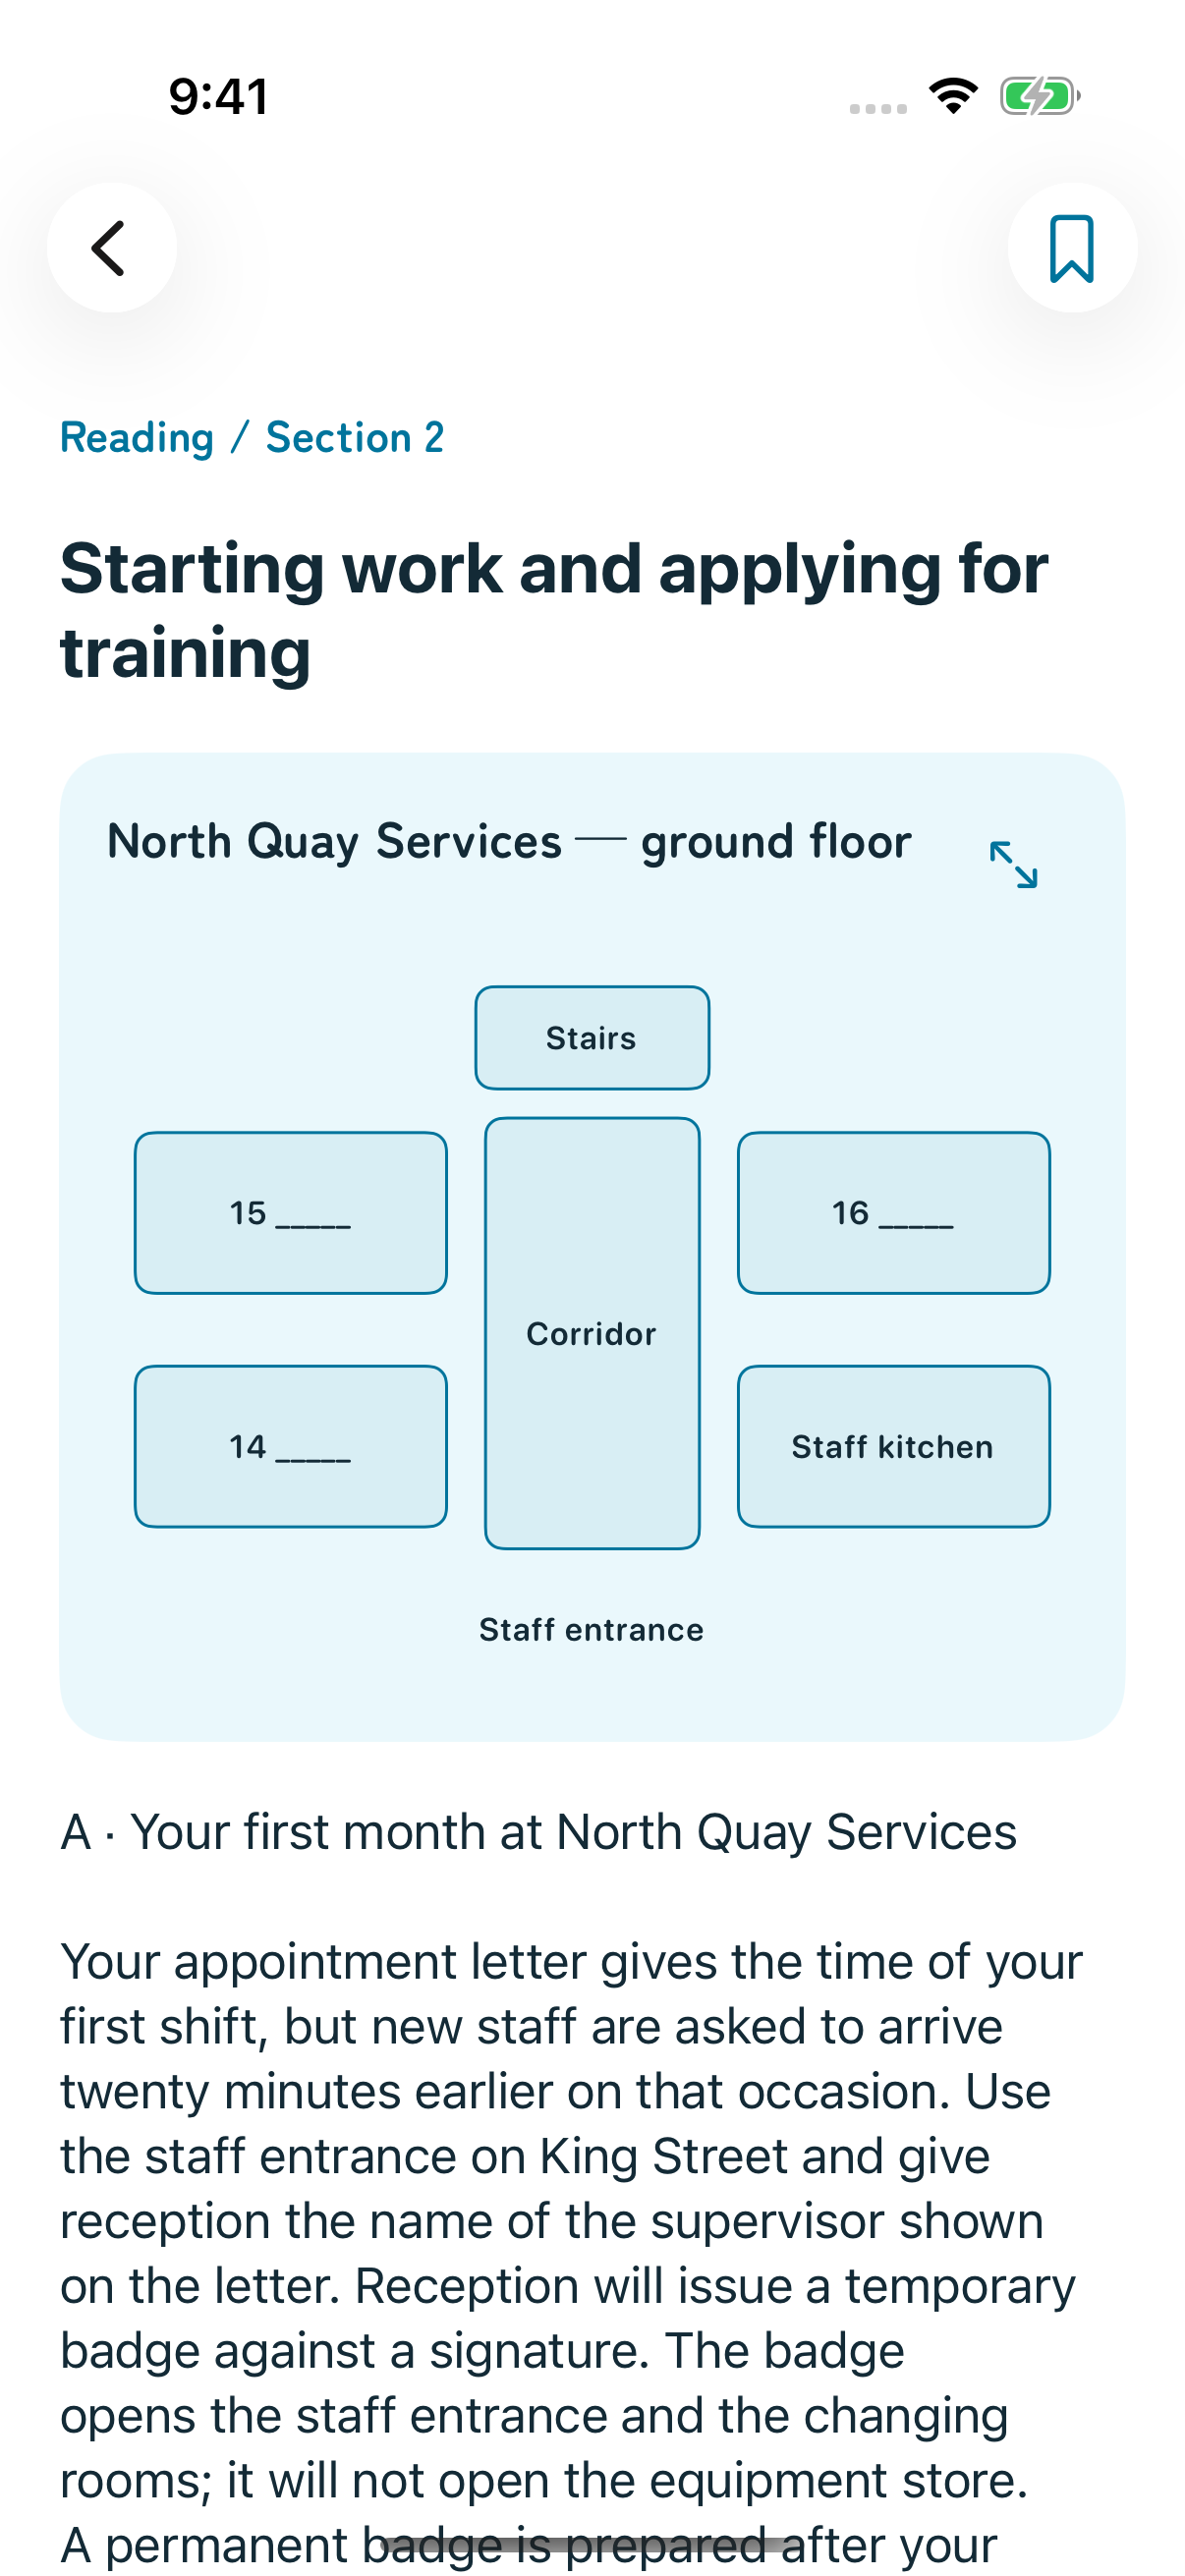 9:41
Reading / Section 2
Starting work and applying for
training
North Quay Services — ground floor
Stairs
15 _____
16 _____
Corridor
14 _____
Staff kitchen
Staff entrance
A · Your first month at North Quay Services
Your appointment letter gives the time of your
first shift, but new staff are asked to arrive
twenty minutes earlier on that occasion. Use
the staff entrance on King Street and give
reception the name of the supervisor shown
on the letter. Reception will issue a temporary
badge against a signature. The badge
opens the staff entrance and the changing
rooms; it will not open the equipment store.
A permanent badge is prepared after your